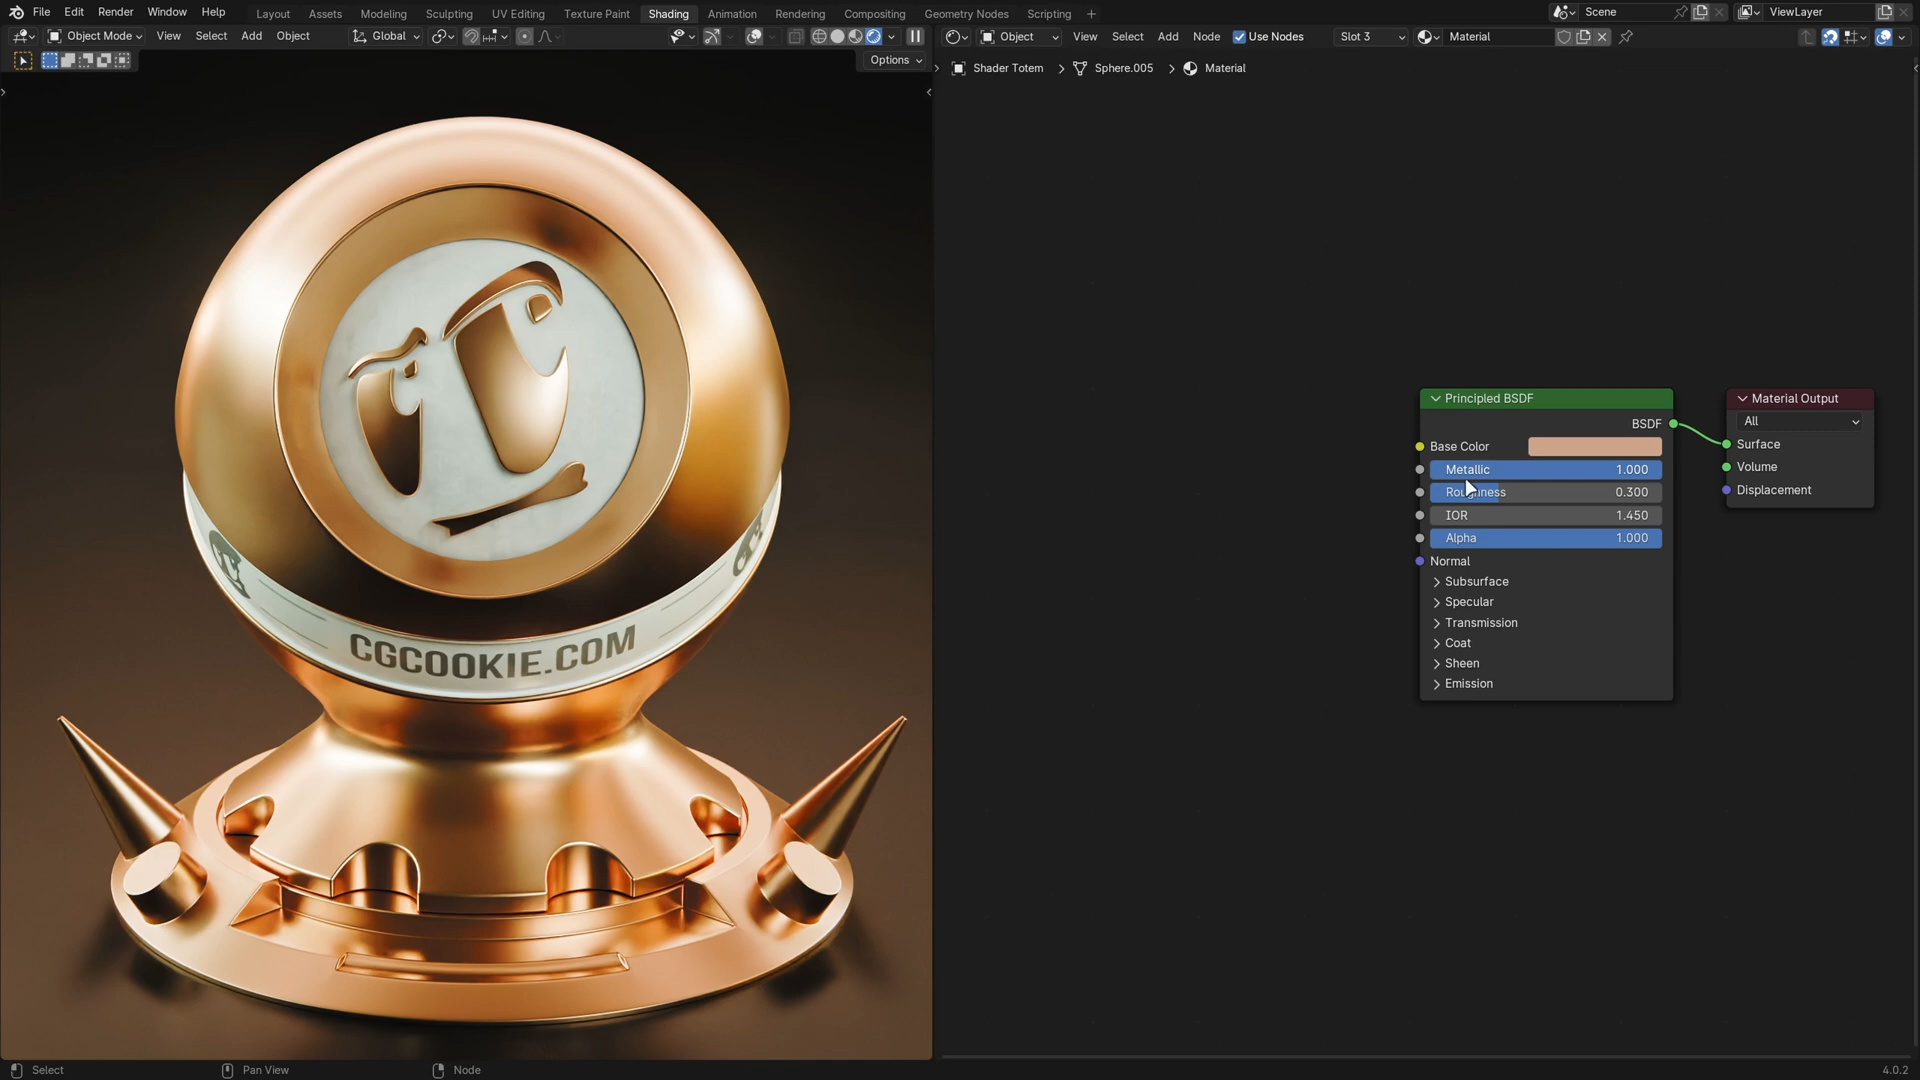 File Edit Render Window Help Layout Assets Modeling Sculpting UV Editing Texture Paint Shading Animation Rendering Compositing Geometry Nodes Scripting + Scene ViewLayer
Object Mode View Select Add Object Global Object View Select Add Node Use Nodes Slot 3 Material
Options
Shader Totem > Sphere.005 > Material
Principled BSDF
BSDF
Base Color
Metallic 1.000
Roughness 0.300
IOR 1.450
Alpha 1.000
Normal
Subsurface
Specular
Transmission
Coat
Sheen
Emission
Material Output
All
Surface
Volume
Displacement
CGCOOKIE.COM
Select Pan View Node 4.0.2